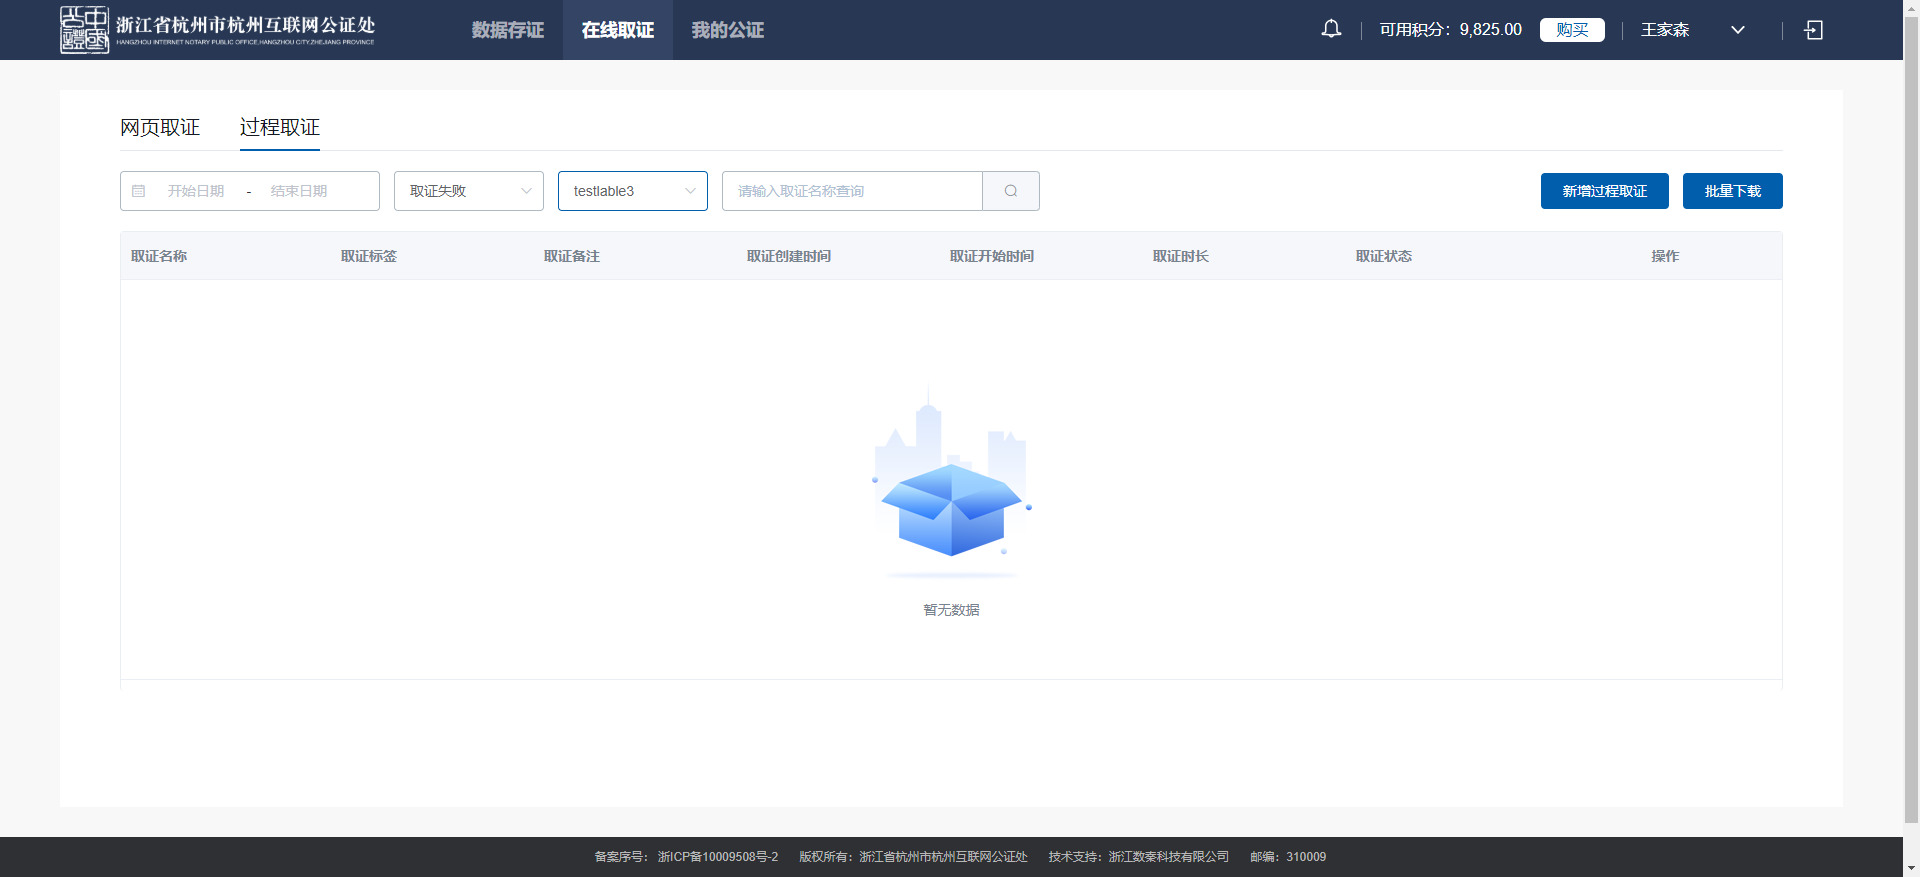 浙江省杭州市杭州互联网公证处
HANGZHOU INTERNET NOTARY PUBLIC OFFICE,HANGZHOU CITY,ZHEJIANG PROVINCE
数据存证 在线取证 我的公证
可用积分：9,825.00 购买 王家森
网页取证 过程取证
开始日期 - 结束日期 取证失败 testlable3 请输入取证名称查询 新增过程取证 批量下载
取证名称 取证标签 取证备注 取证创建时间 取证开始时间 取证时长 取证状态 操作
暂无数据
备案序号： 浙ICP备10009508号-2 版权所有：浙江省杭州市杭州互联网公证处 技术支持：浙江数秦科技有限公司 邮编：310009